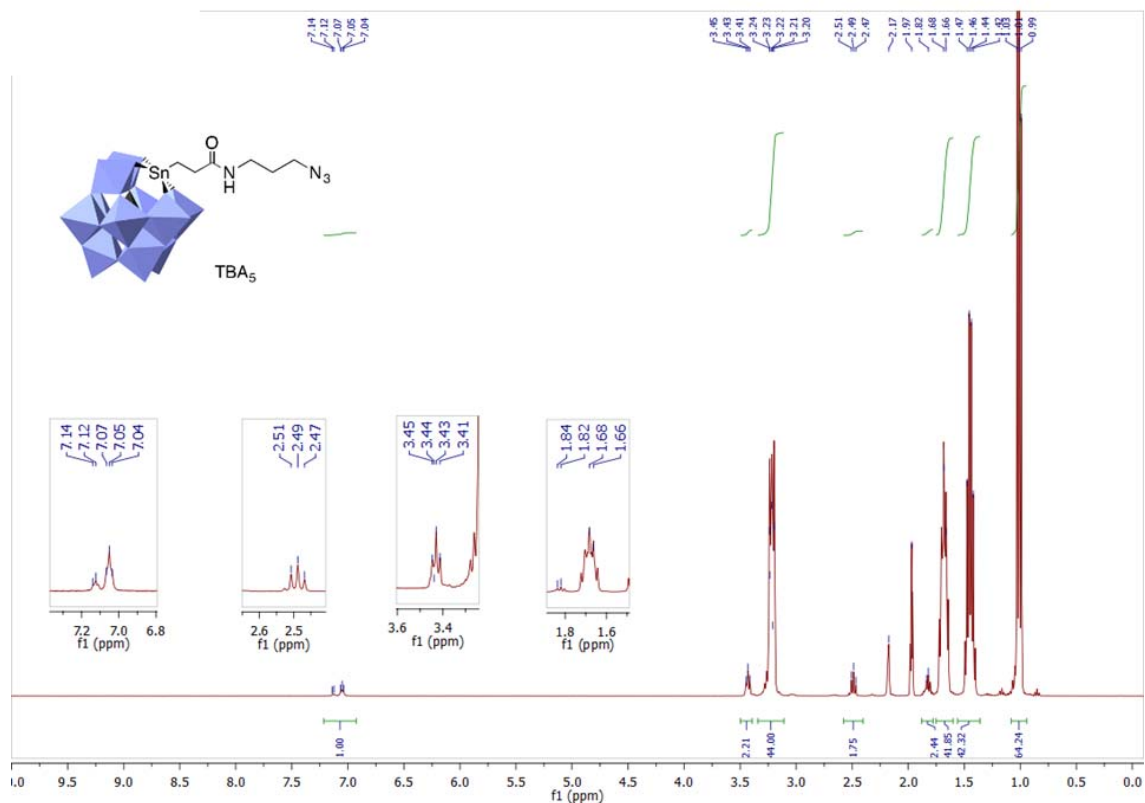 7.14 7.12 7.07 7.05 7.04 3.45 3.43 3.41 3.24 3.23 3.22 3.21 3.20 2.51 2.49 2.47 2.17 1.97 1.82 1.68 1.66 1.47 1.46 1.44 1.42 1.03 1.01 0.99
O
Sn
N
H
N3
TBA5
7.14 7.12 7.07 7.05 7.04
7.2 7.0 6.8
f1 (ppm)
2.51 2.49 2.47
2.6 2.5
f1 (ppm)
3.45 3.44 3.43 3.41
3.6 3.4
f1 (ppm)
1.84 1.82 1.68 1.66
1.8 1.6
f1 (ppm)
1.00 2.21 44.00 1.75 2.44 41.85 42.32 64.24
.0 9.5 9.0 8.5 8.0 7.5 7.0 6.5 6.0 5.5 5.0 4.5 4.0 3.5 3.0 2.5 2.0 1.5 1.0 0.5 0.0
f1 (ppm)